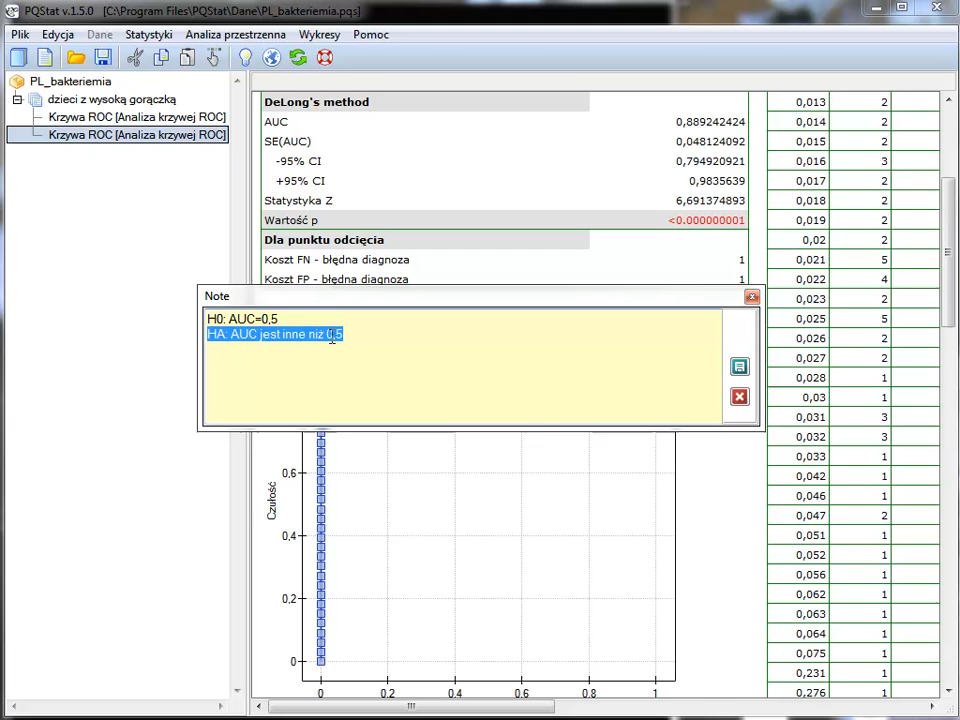 PQStat v.1.5.0 [C:\Program Files\PQStat\Dane\PL_bakteriemia.pqs]
Plik Edycja Dane Statystyki Analiza przestrzenna Wykresy Pomoc
PL_bakteriemia
dzieci z wysoką gorączką
Krzywa ROC [Analiza krzywej ROC]
Krzywa ROC [Analiza krzywej ROC]
DeLong's method
AUC 0,889242424
SE(AUC) 0,048124092
-95% CI 0,794920921
+95% CI 0,9835639
Statystyka Z 6,691374893
Wartość p <0.000000001
Dla punktu odcięcia
Koszt FN - błędna diagnoza 1
Koszt FP - błędna diagnoza 1
Note
H0: AUC=0,5
HA: AUC jest inne niż 0,5
Czułość
0,6
0,4
0,2
0
0 0.2 0.4 0.6 0.8 1
0,013 2
0,014 2
0,015 2
0,016 3
0,017 2
0,018 2
0,019 2
0,02 2
0,021 5
0,022 4
0,023 2
0,025 5
0,026 2
0,027 2
0,028 1
0,03 1
0,031 3
0,032 3
0,033 1
0,042 1
0,046 1
0,047 2
0,051 1
0,052 1
0,056 1
0,062 1
0,063 1
0,064 1
0,075 1
0,231 1
0,276 1